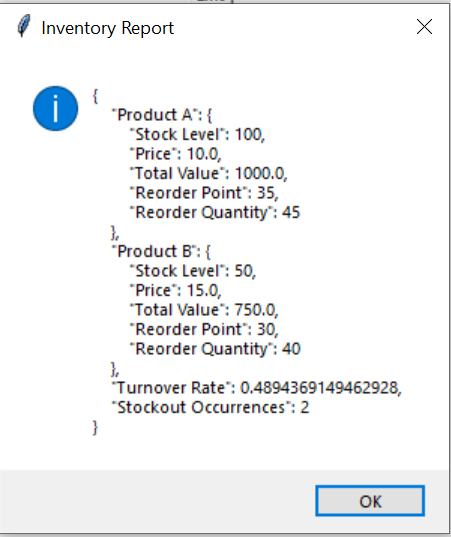 Inventory Report
{
"Product A": {
"Stock Level": 100,
"Price": 10.0,
"Total Value": 1000.0,
"Reorder Point": 35,
"Reorder Quantity": 45
},
"Product B": {
"Stock Level": 50,
"Price": 15.0,
"Total Value": 750.0,
"Reorder Point": 30,
"Reorder Quantity": 40
},
"Turnover Rate": 0.4894369149462928,
"Stockout Occurrences": 2
}
OK